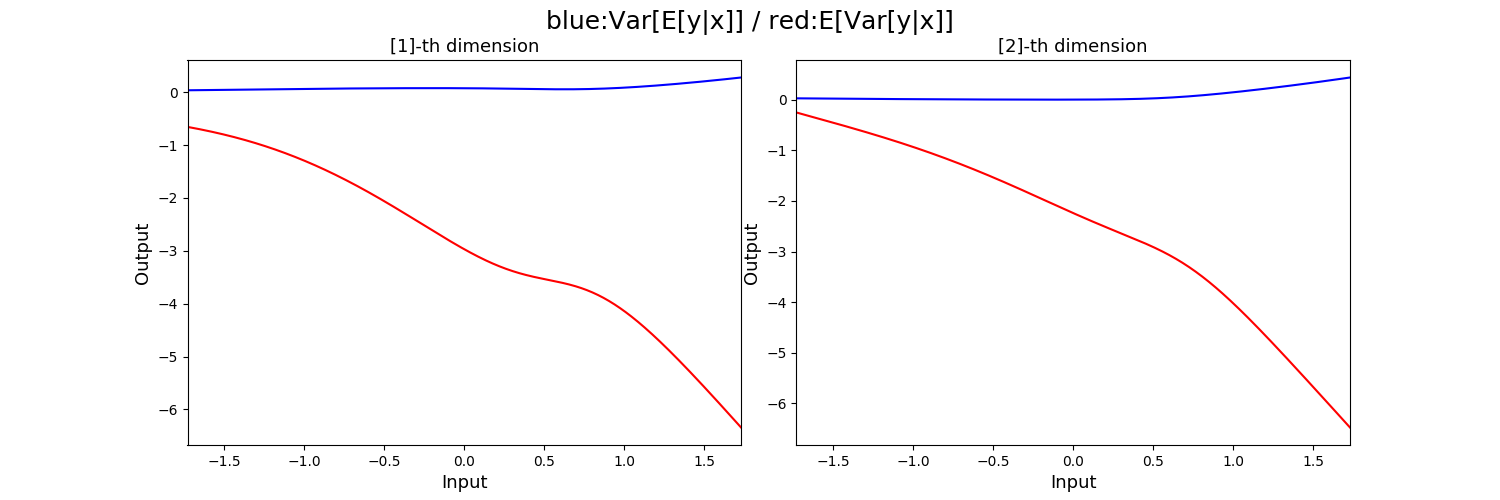 blue:Var[E[y|x]] / red:E[Var[y|x]]
[1]-th dimension
0
−1
−2
−3
−4
−5
−6
Output
−1.5 −1.0 −0.5 0.0 0.5 1.0 1.5
Input
[2]-th dimension
0
−1
−2
−3
−4
−5
−6
Output
−1.5 −1.0 −0.5 0.0 0.5 1.0 1.5
Input